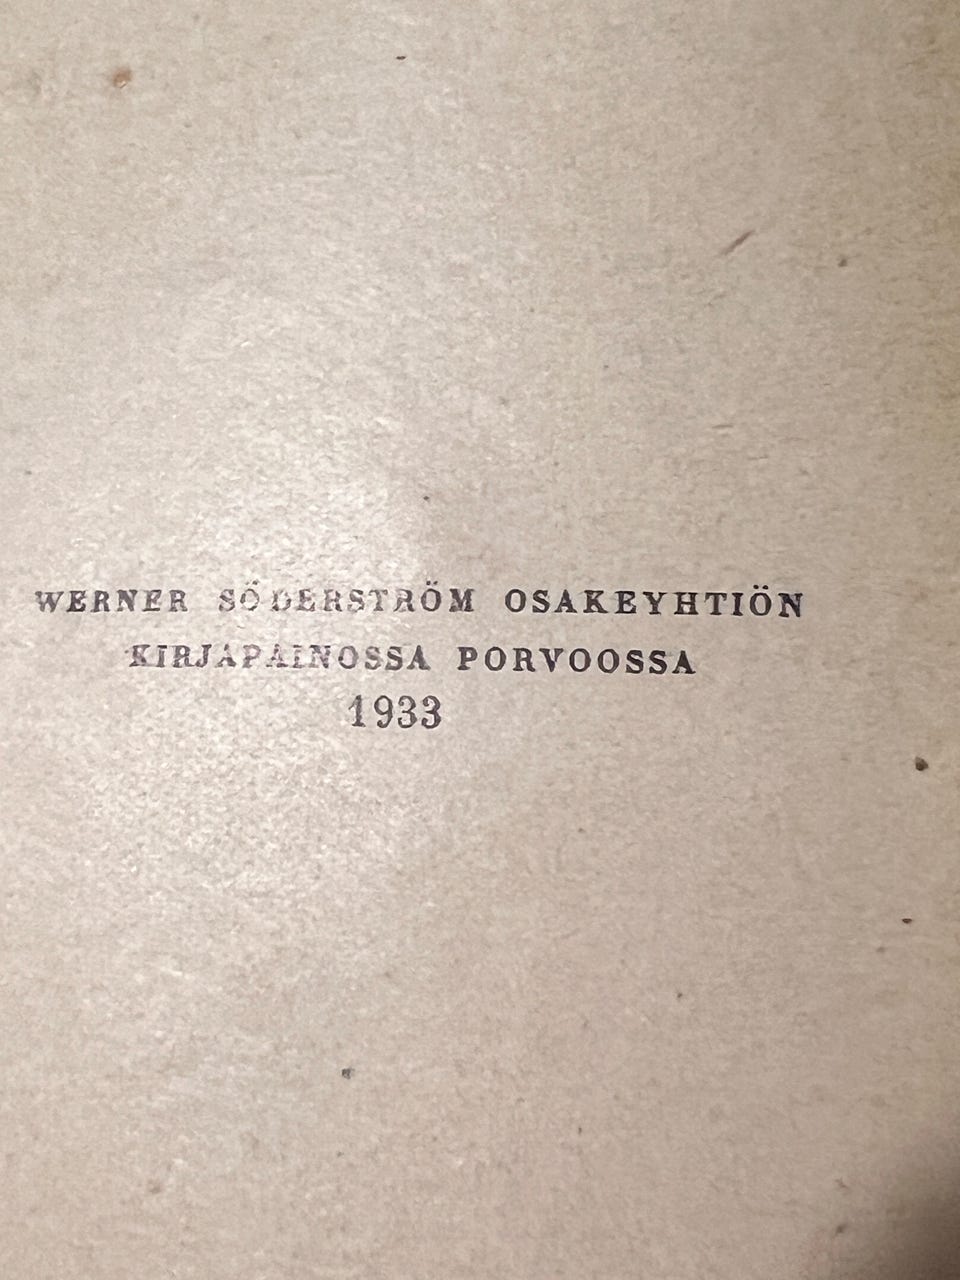 WERNER SÖDERSTRÖM OSAKEYHTIÖN
KIRJAPAINOSSA PORVOOSSA
1933